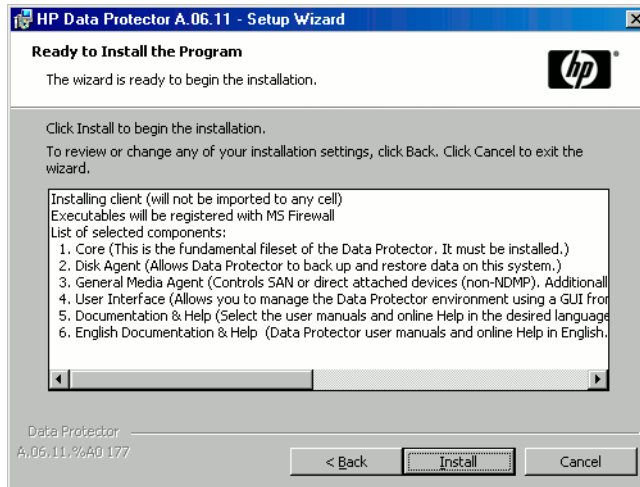 HP Data Protector A.06.11 - Setup Wizard
Ready to Install the Program
The wizard is ready to begin the installation.
hp
Click Install to begin the installation.
To review or change any of your installation settings, click Back. Click Cancel to exit the
wizard.
Installing client (will not be imported to any cell)
Executables will be registered with MS Firewall
List of selected components:
1. Core (This is the fundamental fileset of the Data Protector. It must be installed.)
2. Disk Agent (Allows Data Protector to back up and restore data on this system.)
3. General Media Agent (Controls SAN or direct attached devices (non-NDMP). Additionall
4. User Interface (Allows you to manage the Data Protector environment using a GUI fror
5. Documentation & Help (Select the user manuals and online Help in the desired language
6. English Documentation & Help (Data Protector user manuals and online Help in English.
Data Protector
A.06.11.%A0 177
< Back
Install
Cancel